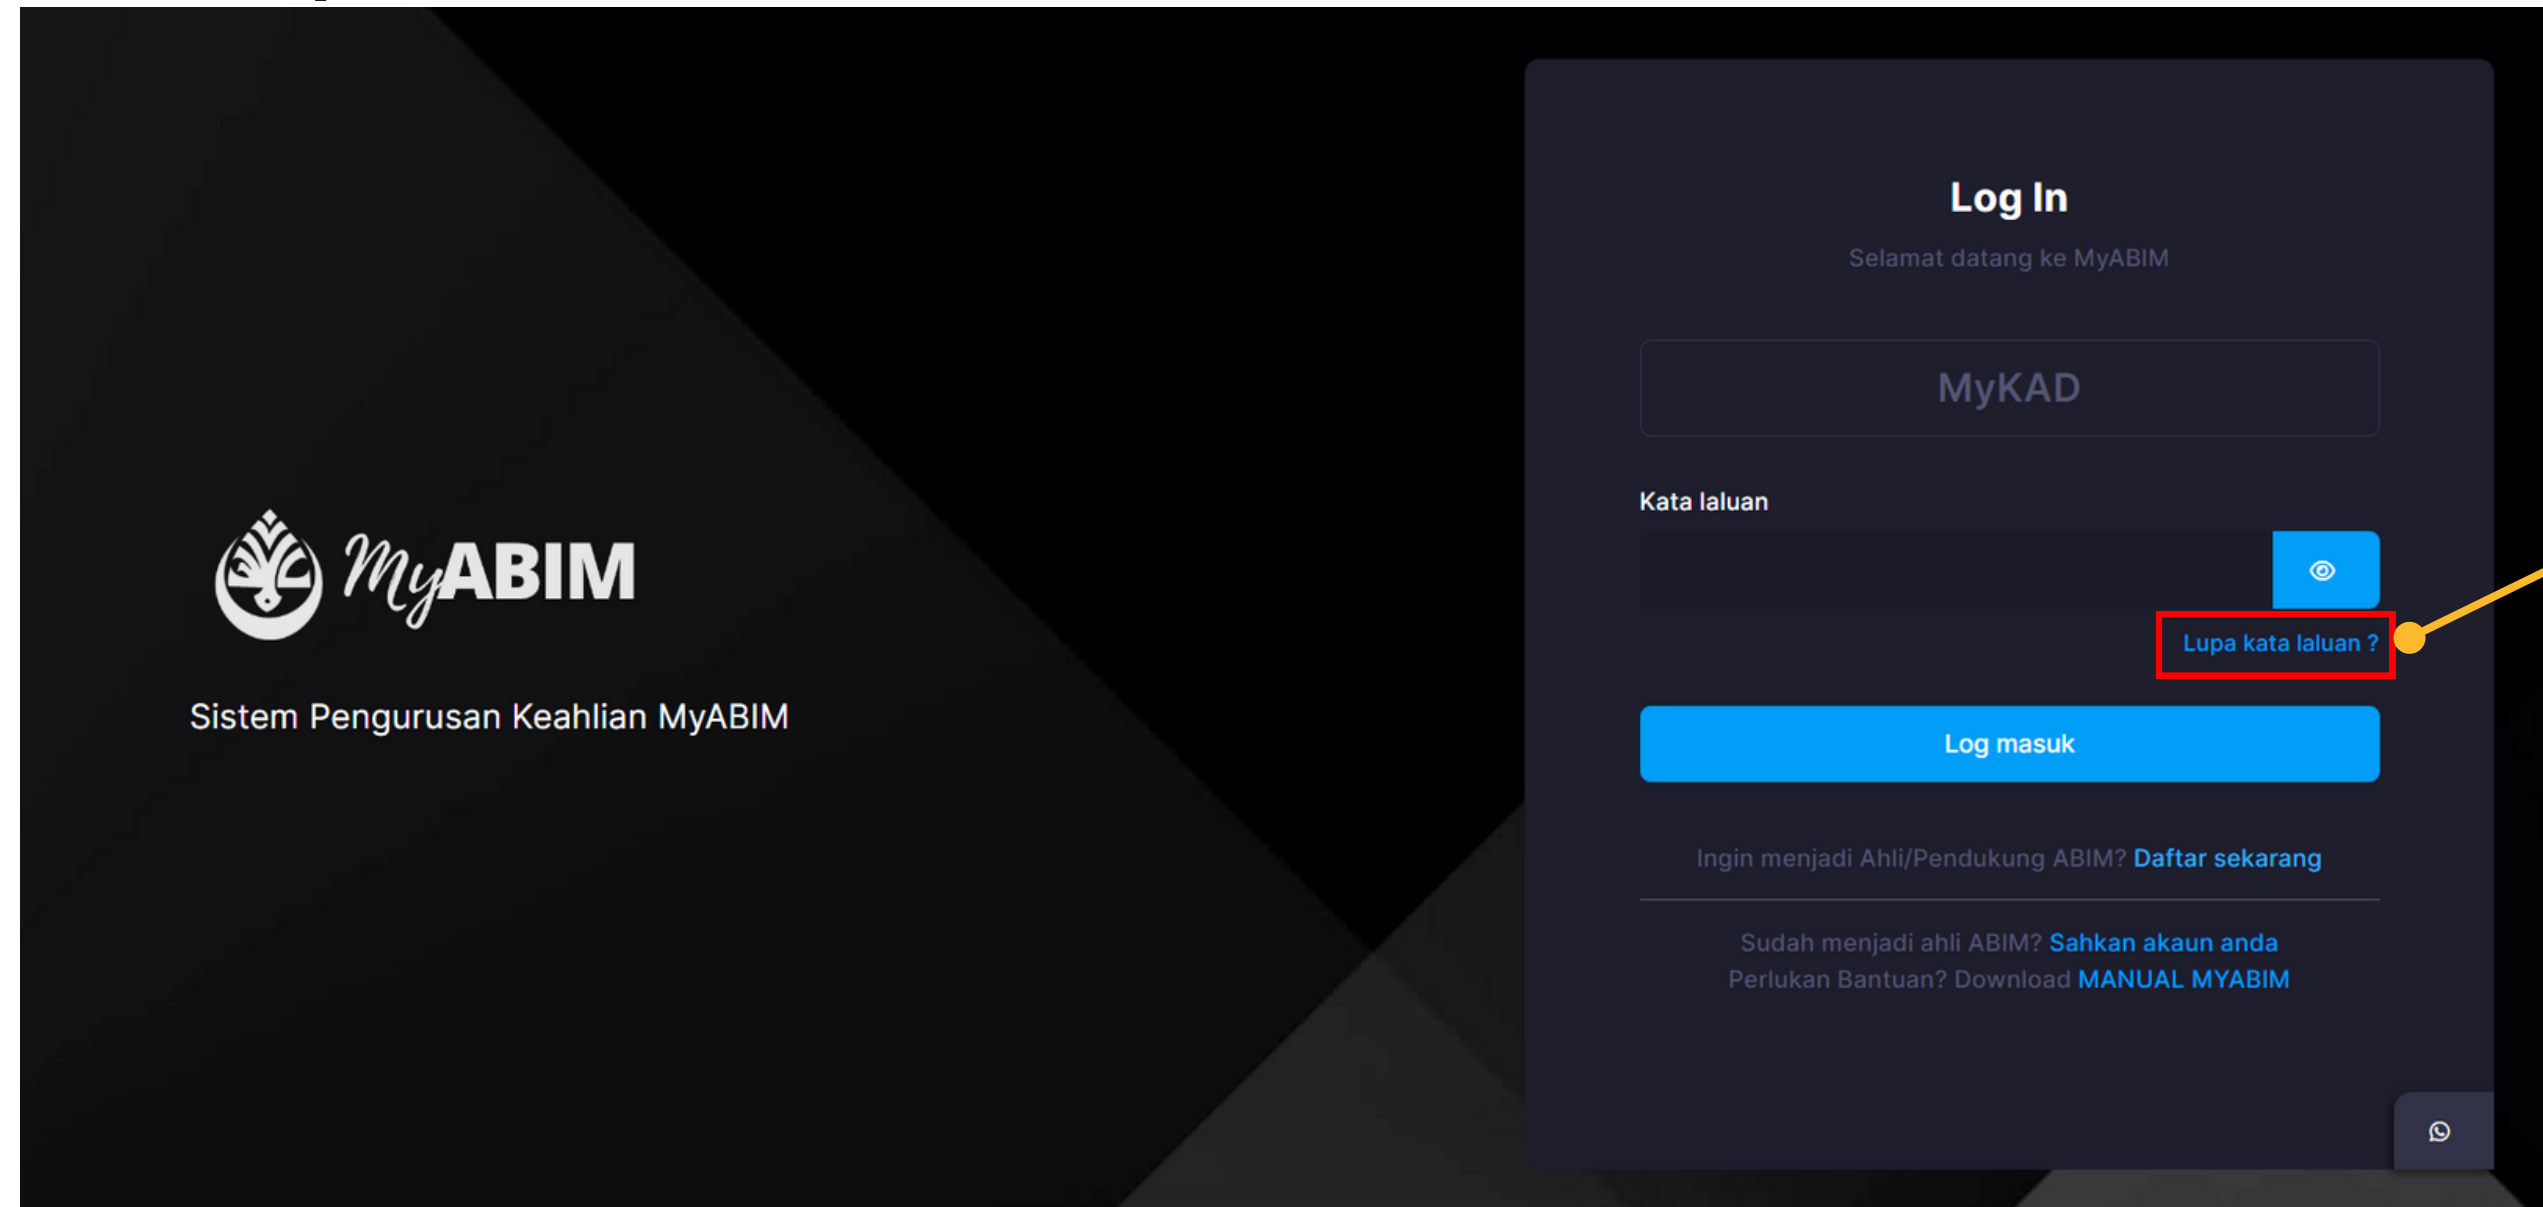 Log In
Selamat datang ke MyABIM
MyKAD
Kata laluan
MyABIM
Lupa kata laluan ?
Sistem Pengurusan Keahlian MyABIM
Log masuk
Ingin menjadi Ahli/Pendukung ABIM? Daftar sekarang
Sudah menjadi ahli ABIM? Sahkan akaun anda
Perlukan Bantuan? Download MANUAL MYABIM